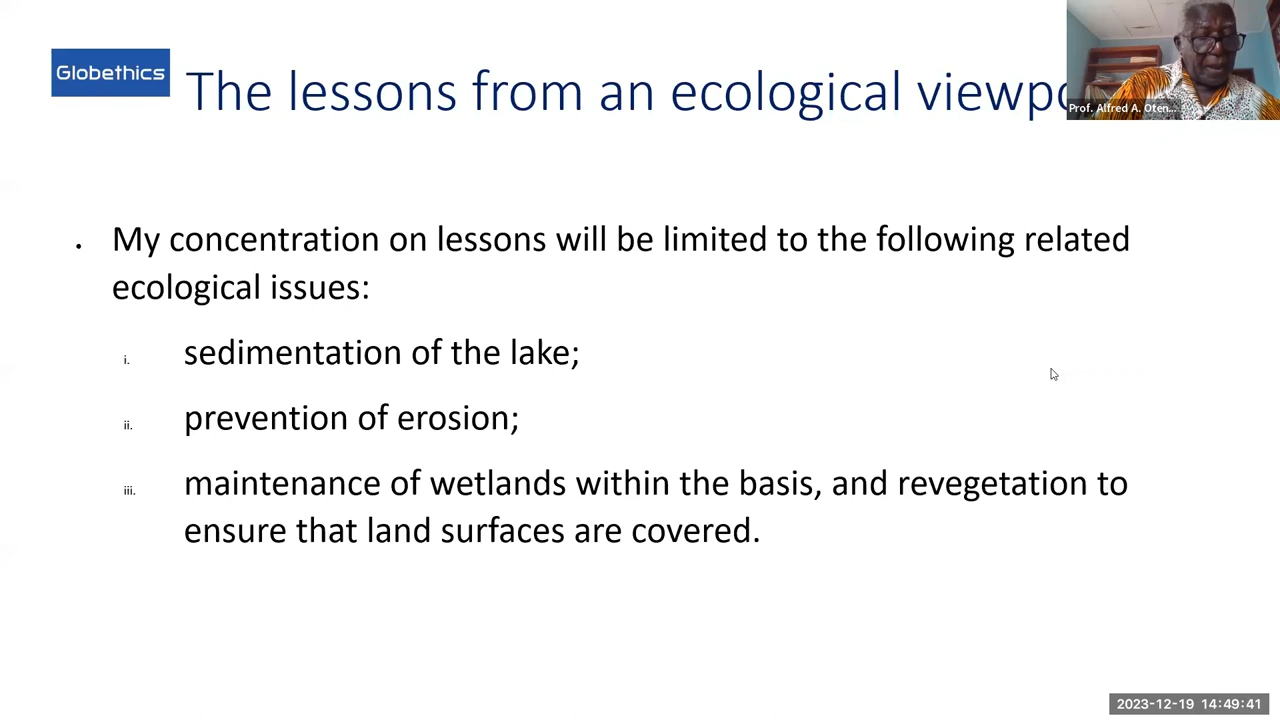 Globethics
The lessons from an ecological
Prof. Alfred A. Oten...
• My concentration on lessons will be limited to the following related
ecological issues:
i. sedimentation of the lake;
ii. prevention of erosion;
iii. maintenance of wetlands within the basis, and revegetation to
ensure that land surfaces are covered.
2023-12-19 14:49:41